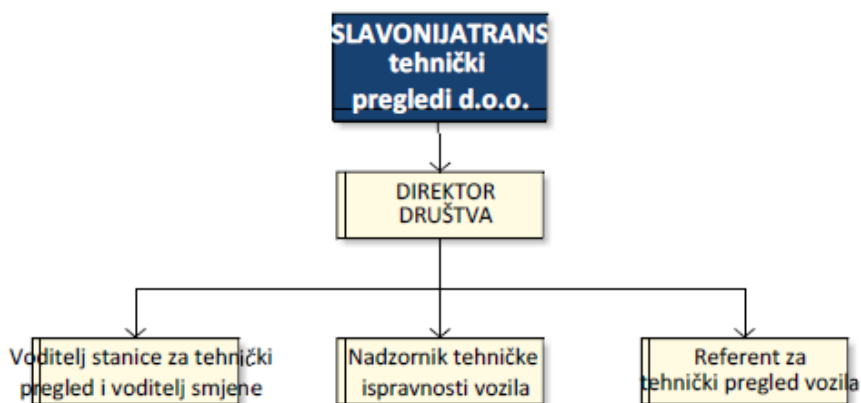 SLAVONIJATRANS
tehnički
pregledi d.o.o.
DIREKTOR
DRUŠTVA
Voditelj stanice za tehnički
pregled i voditelj smjene
Nadzornik tehničke
ispravnosti vozila
Referent za
tehnički pregled vozila